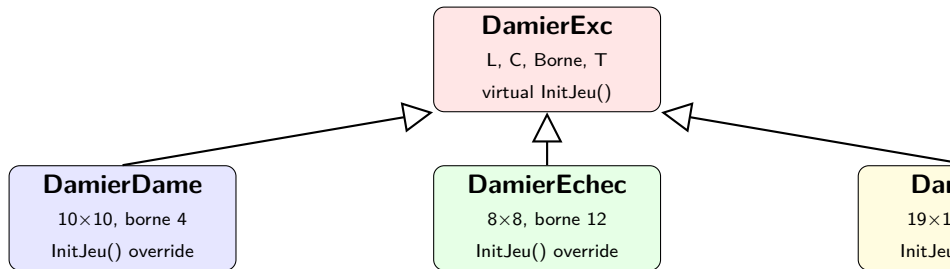 DamierExc
L, C, Borne, T
virtual InitJeu()
DamierDame
10×10, borne 4
InitJeu() override
DamierEchec
8×8, borne 12
InitJeu() override